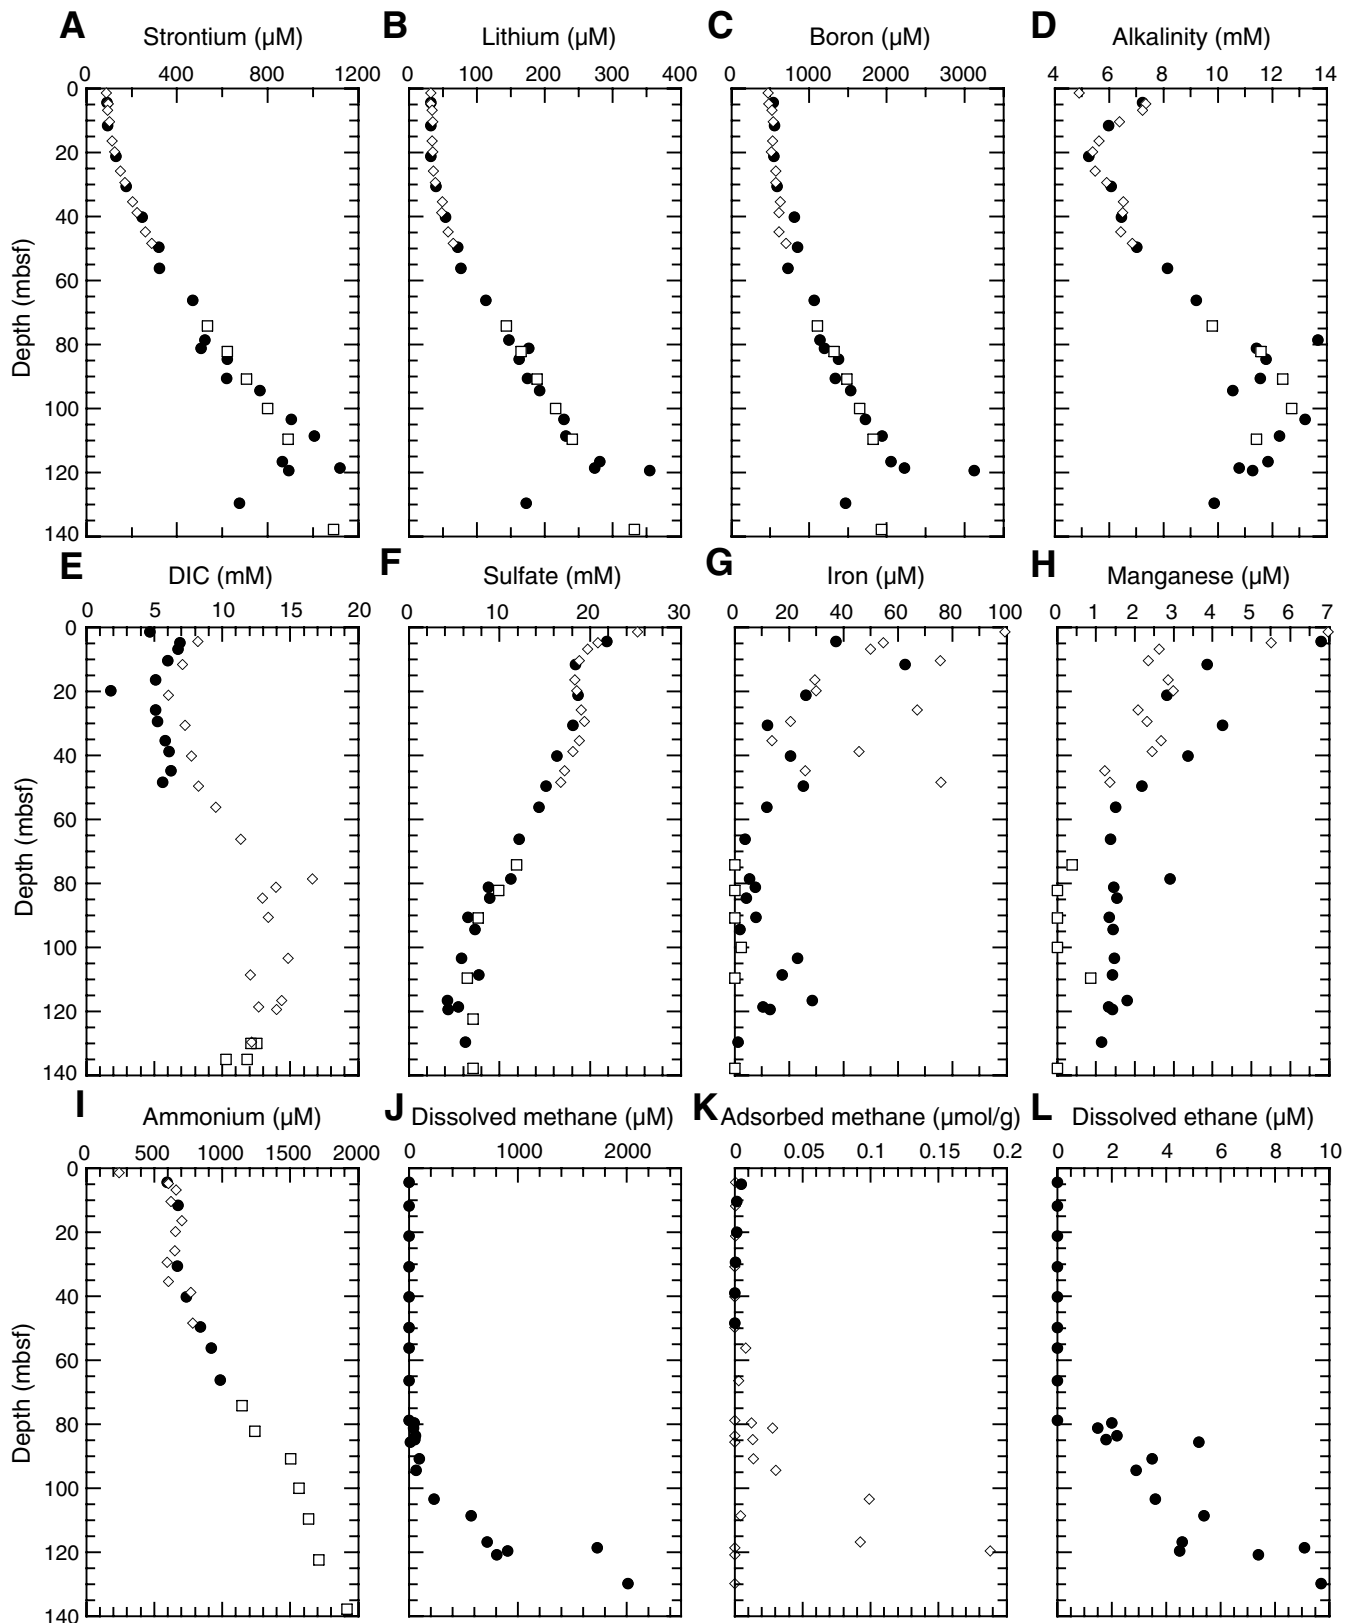 A B C D
Strontium (µM) Lithium (µM) Boron (µM) Alkalinity (mM)
0 400 800 1200 0 100 200 300 400 0 1000 2000 3000 4 6 8 10 12 14
0
20
40
60
80
100
120
140
Depth (mbsf)
E F G H
DIC (mM) Sulfate (mM) Iron (µM) Manganese (µM)
0 5 10 15 20 0 10 20 30 0 20 40 60 80 100 0 1 2 3 4 5 6 7
0
20
40
60
80
100
120
140
Depth (mbsf)
I J K L
Ammonium (µM) Dissolved methane (µM) Adsorbed methane (µmol/g) Dissolved ethane (µM)
0 500 1000 1500 2000 0 1000 2000 0 0.05 0.1 0.15 0.2 0 2 4 6 8 10
0
20
40
60
80
100
120
140
Depth (mbsf)